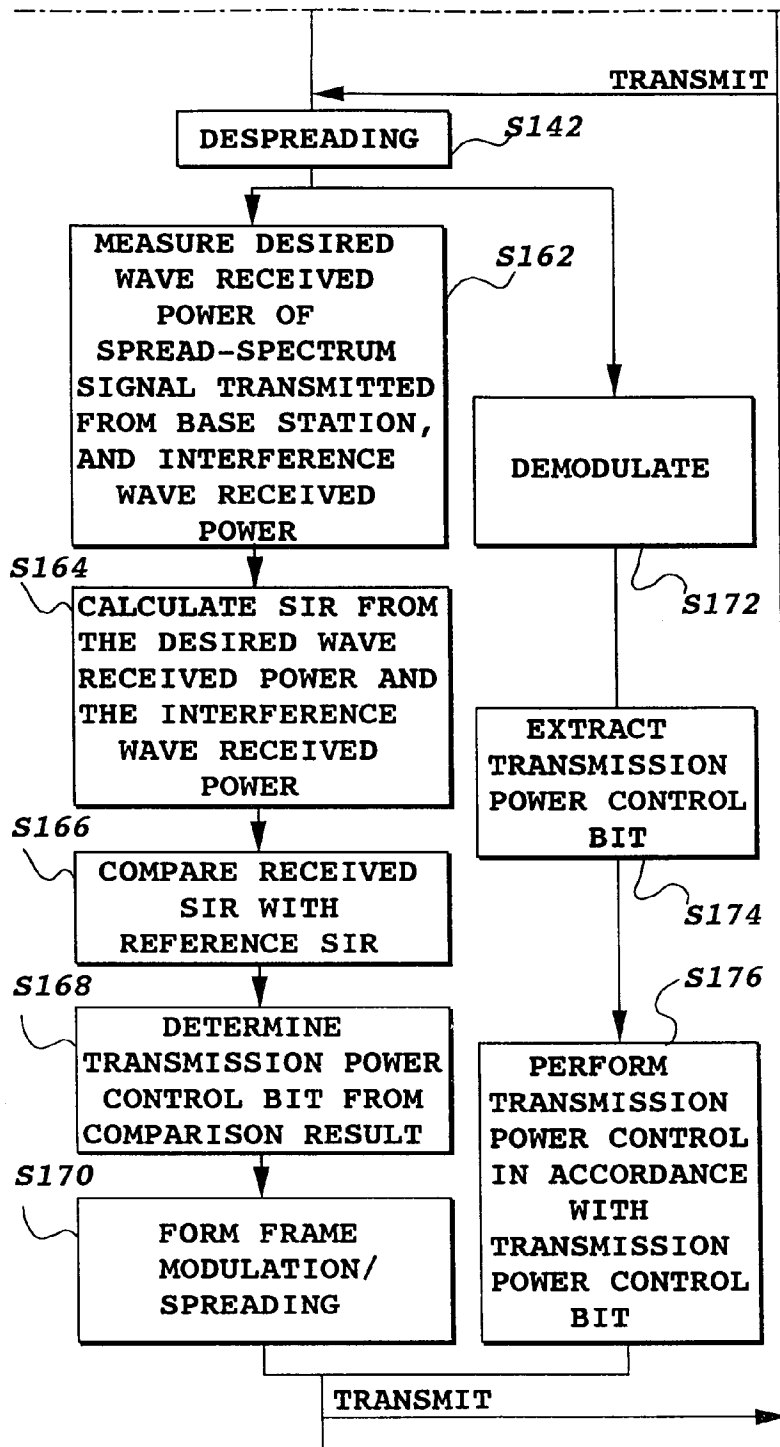 TRANSMIT
DESPREADING
S142
MEASURE DESIRED
WAVE RECEIVED
POWER OF
SPREAD-SPECTRUM
SIGNAL TRANSMITTED
FROM BASE STATION,
AND INTERFERENCE
WAVE RECEIVED
POWER
S162
DEMODULATE
S172
S164
CALCULATE SIR FROM
THE DESIRED WAVE
RECEIVED POWER AND
THE INTERFERENCE
WAVE RECEIVED
POWER
EXTRACT
TRANSMISSION
POWER CONTROL
BIT
S174
S166
COMPARE RECEIVED
SIR WITH
REFERENCE SIR
S168
DETERMINE
TRANSMISSION POWER
CONTROL BIT FROM
COMPARISON RESULT
S176
PERFORM
TRANSMISSION
POWER CONTROL
IN ACCORDANCE
WITH
TRANSMISSION
POWER CONTROL
BIT
S170
FORM FRAME
MODULATION/
SPREADING
TRANSMIT